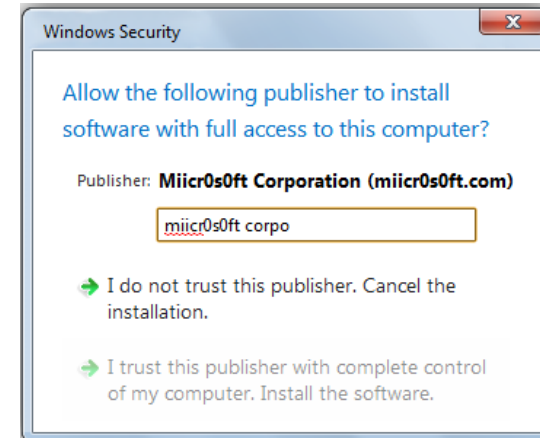 Windows Security
Allow the following publisher to install
software with full access to this computer?
Publisher: Miicr0s0ft Corporation (miicr0s0ft.com)
miicr0s0ft corpo
I do not trust this publisher. Cancel the
installation.
I trust this publisher with complete control
of my computer. Install the software.